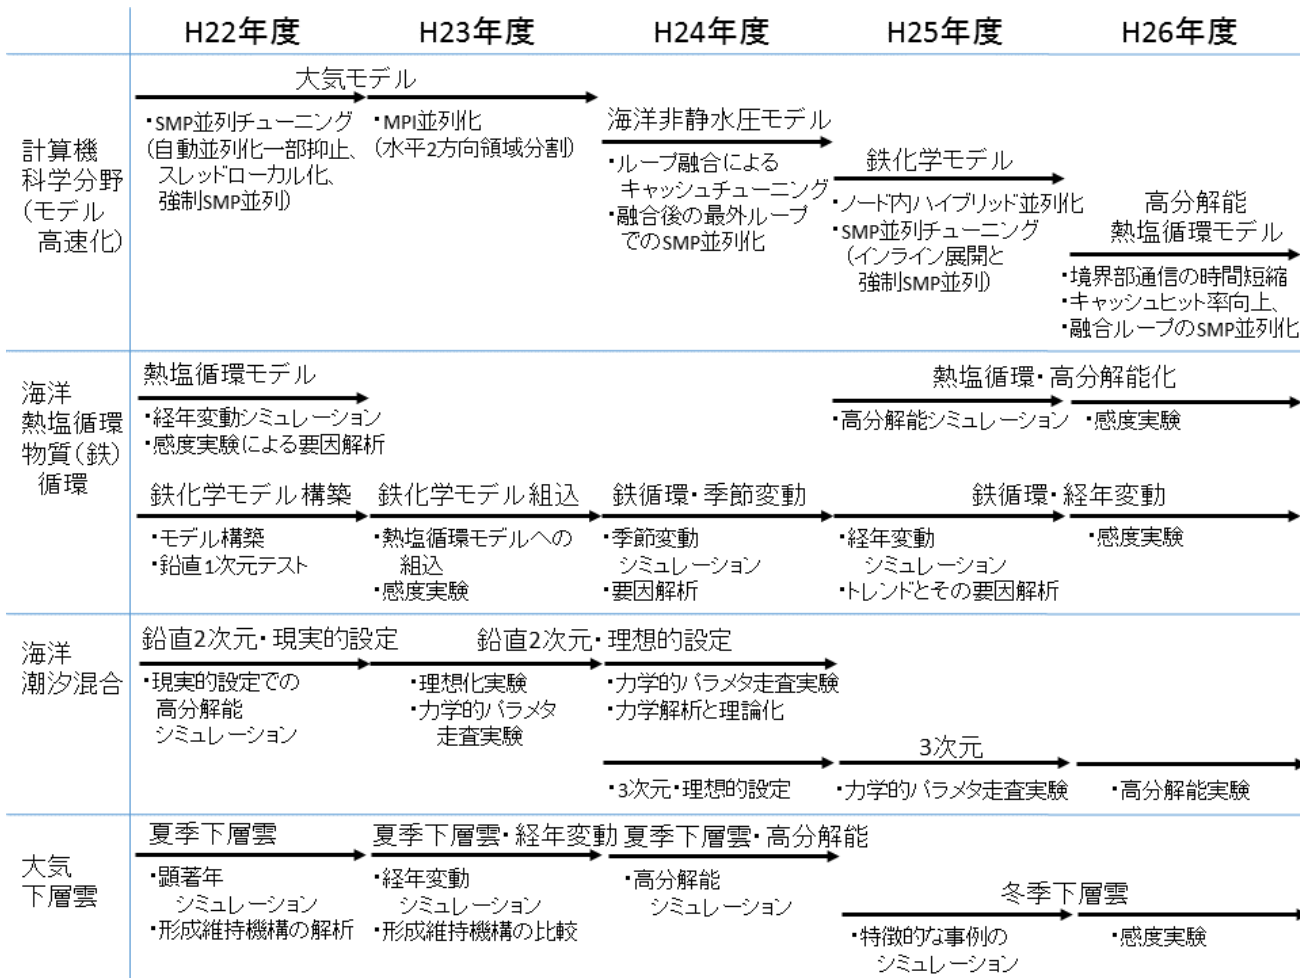 H22年度 H23年度 H24年度 H25年度 H26年度
計算機
科学分野
(モデル
高速化)
大気モデル
・SMP並列チューニング
(自動並列化一部抑止、
スレッドローカル化、
強制SMP並列)
・MPI並列化
(水平2方向領域分割)
海洋非静水圧モデル
・ループ融合による
キャッシュチューニング
・融合後の最外ループ
でのSMP並列化
鉄化学モデル
・ノード内ハイブリッド並列化
・SMP並列チューニング
(インライン展開と
強制SMP並列)
高分解能
熱塩循環モデル
・境界部通信の時間短縮
・キャッシュヒット率向上、
・融合ループのSMP並列化
海洋
熱塩循環
物質(鉄)
循環
熱塩循環モデル
・経年変動シミュレーション
・感度実験による要因解析
熱塩循環・高分解能化
・高分解能シミュレーション
・感度実験
鉄化学モデル構築
・モデル構築
・鉛直1次元テスト
鉄化学モデル組込
・熱塩循環モデルへの
組込
・感度実験
鉄循環・季節変動
・季節変動
シミュレーション
・要因解析
鉄循環・経年変動
・経年変動
シミュレーション
・トレンドとその要因解析
・感度実験
海洋
潮汐混合
鉛直2次元・現実的設定
・現実的設定での
高分解能
シミュレーション
鉛直2次元・理想的設定
・理想化実験
・力学的パラメタ
走査実験
・力学的パラメタ走査実験
・力学解析と理論化
3次元
・3次元・理想的設定
・力学的パラメタ走査実験
・高分解能実験
大気
下層雲
夏季下層雲
・顕著年
シミュレーション
・形成維持機構の解析
夏季下層雲・経年変動
・経年変動
シミュレーション
・形成維持機構の比較
夏季下層雲・高分解能
・高分解能
シミュレーション
冬季下層雲
・特徴的な事例の
シミュレーション
・感度実験